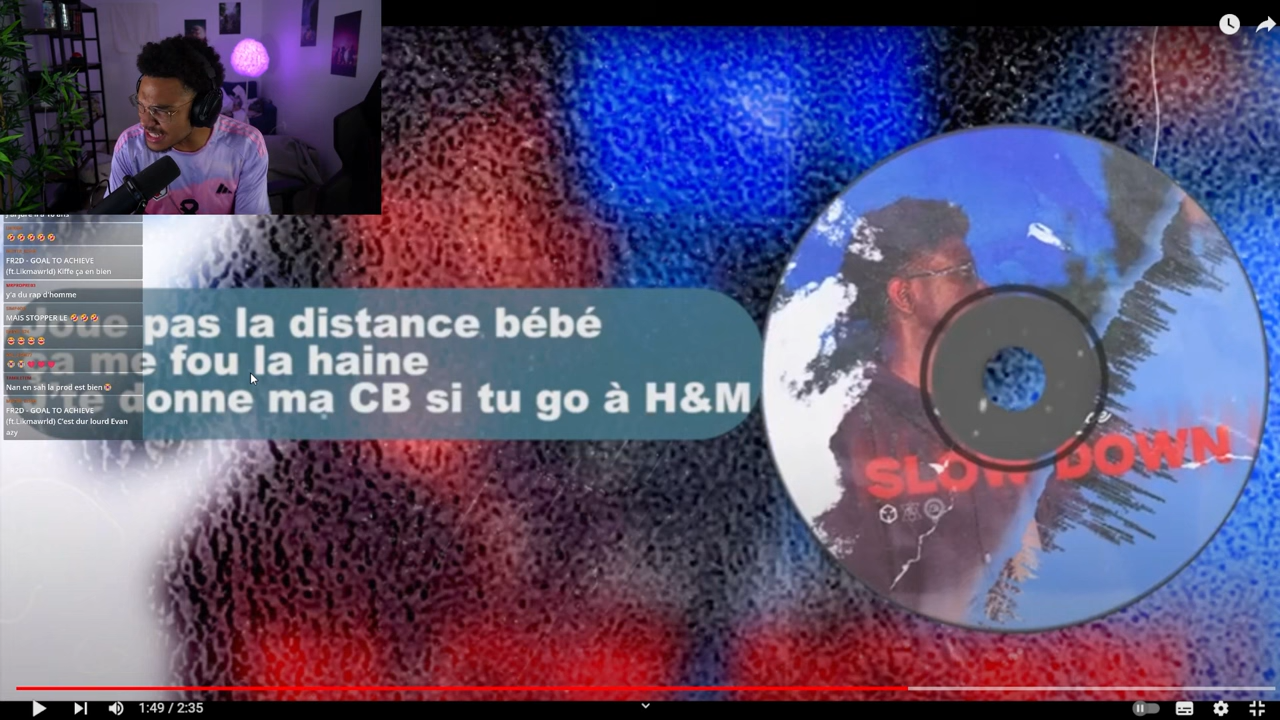 FR2D - GOAL TO ACHIEVE
(ft.Likmawrld) Kiffe ça en bien
y'a du rap d'homme
MAIS STOPPER LE
Nan en sah la prod est bien
FR2D - GOAL TO ACHIEVE
(ft.Likmawrld) C'est dur lourd Evan
azy
pas la distance bébé
me fou la haine
donne ma CB si tu go à H&M
SLOW DOWN
1:49 / 2:35